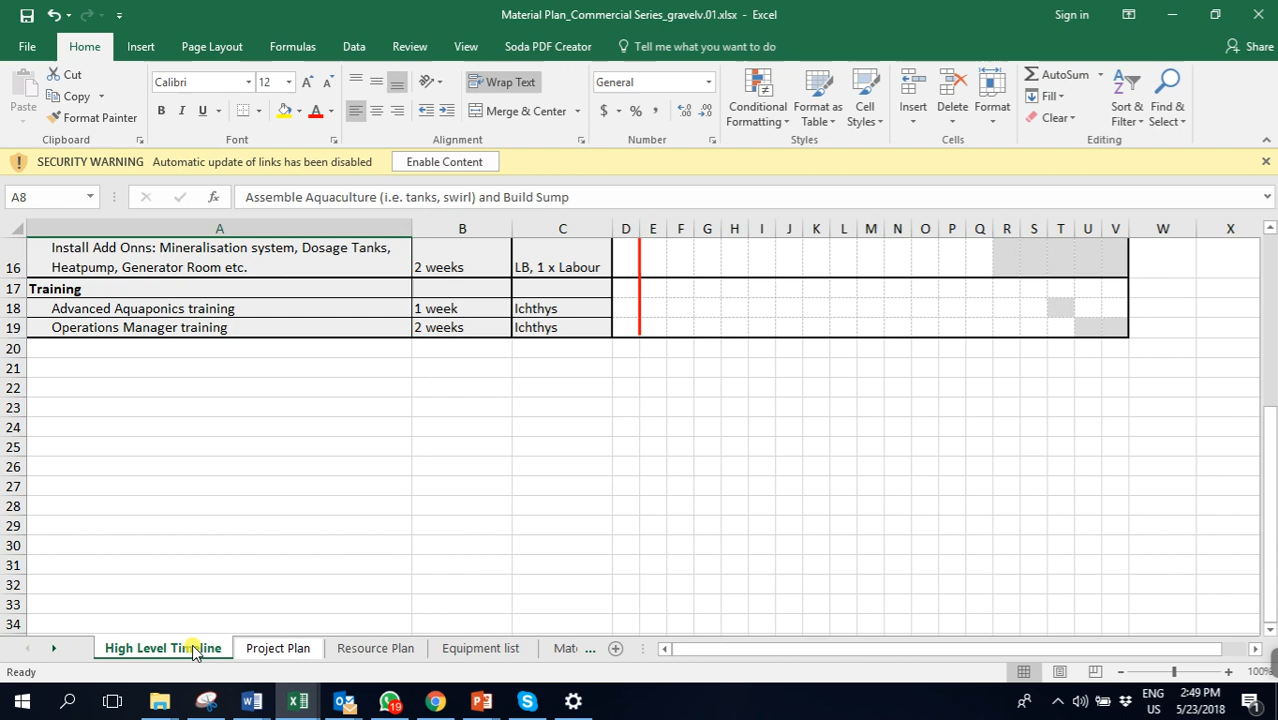 Material Plan_Commercial Series_gravelv.01.xlsx - Excel
Sign in
File Home Insert Page Layout Formulas Data Review View Soda PDF Creator Tell me what you want to do Share
Paste
Cut
Copy
Format Painter
Clipboard
Calibri 12
B I U
Font
Wrap Text
Merge & Center
Alignment
General
$ % ,
Number
Conditional Formatting
Format as Table
Cell Styles
Styles
Insert
Delete
Format
Cells
AutoSum
Fill
Clear
Sort & Filter
Find & Select
Editing
SECURITY WARNING Automatic update of links has been disabled Enable Content
A8 fx Assemble Aquaculture (i.e. tanks, swirl) and Build Sump
A B C D E F G H I J K L M N O P Q R S T U V W X
Install Add Onns: Mineralisation system, Dosage Tanks,
16 Heatpump, Generator Room etc. 2 weeks LB, 1 x Labour
17 Training
18 Advanced Aquaponics training 1 week Ichthys
19 Operations Manager training 2 weeks Ichthys
20
21
22
23
24
25
26
27
28
29
30
31
32
33
34
High Level Timeline Project Plan Resource Plan Equipment list Mat ...
Ready 100%
19
ENG 2:49 PM
US 5/23/2018
1